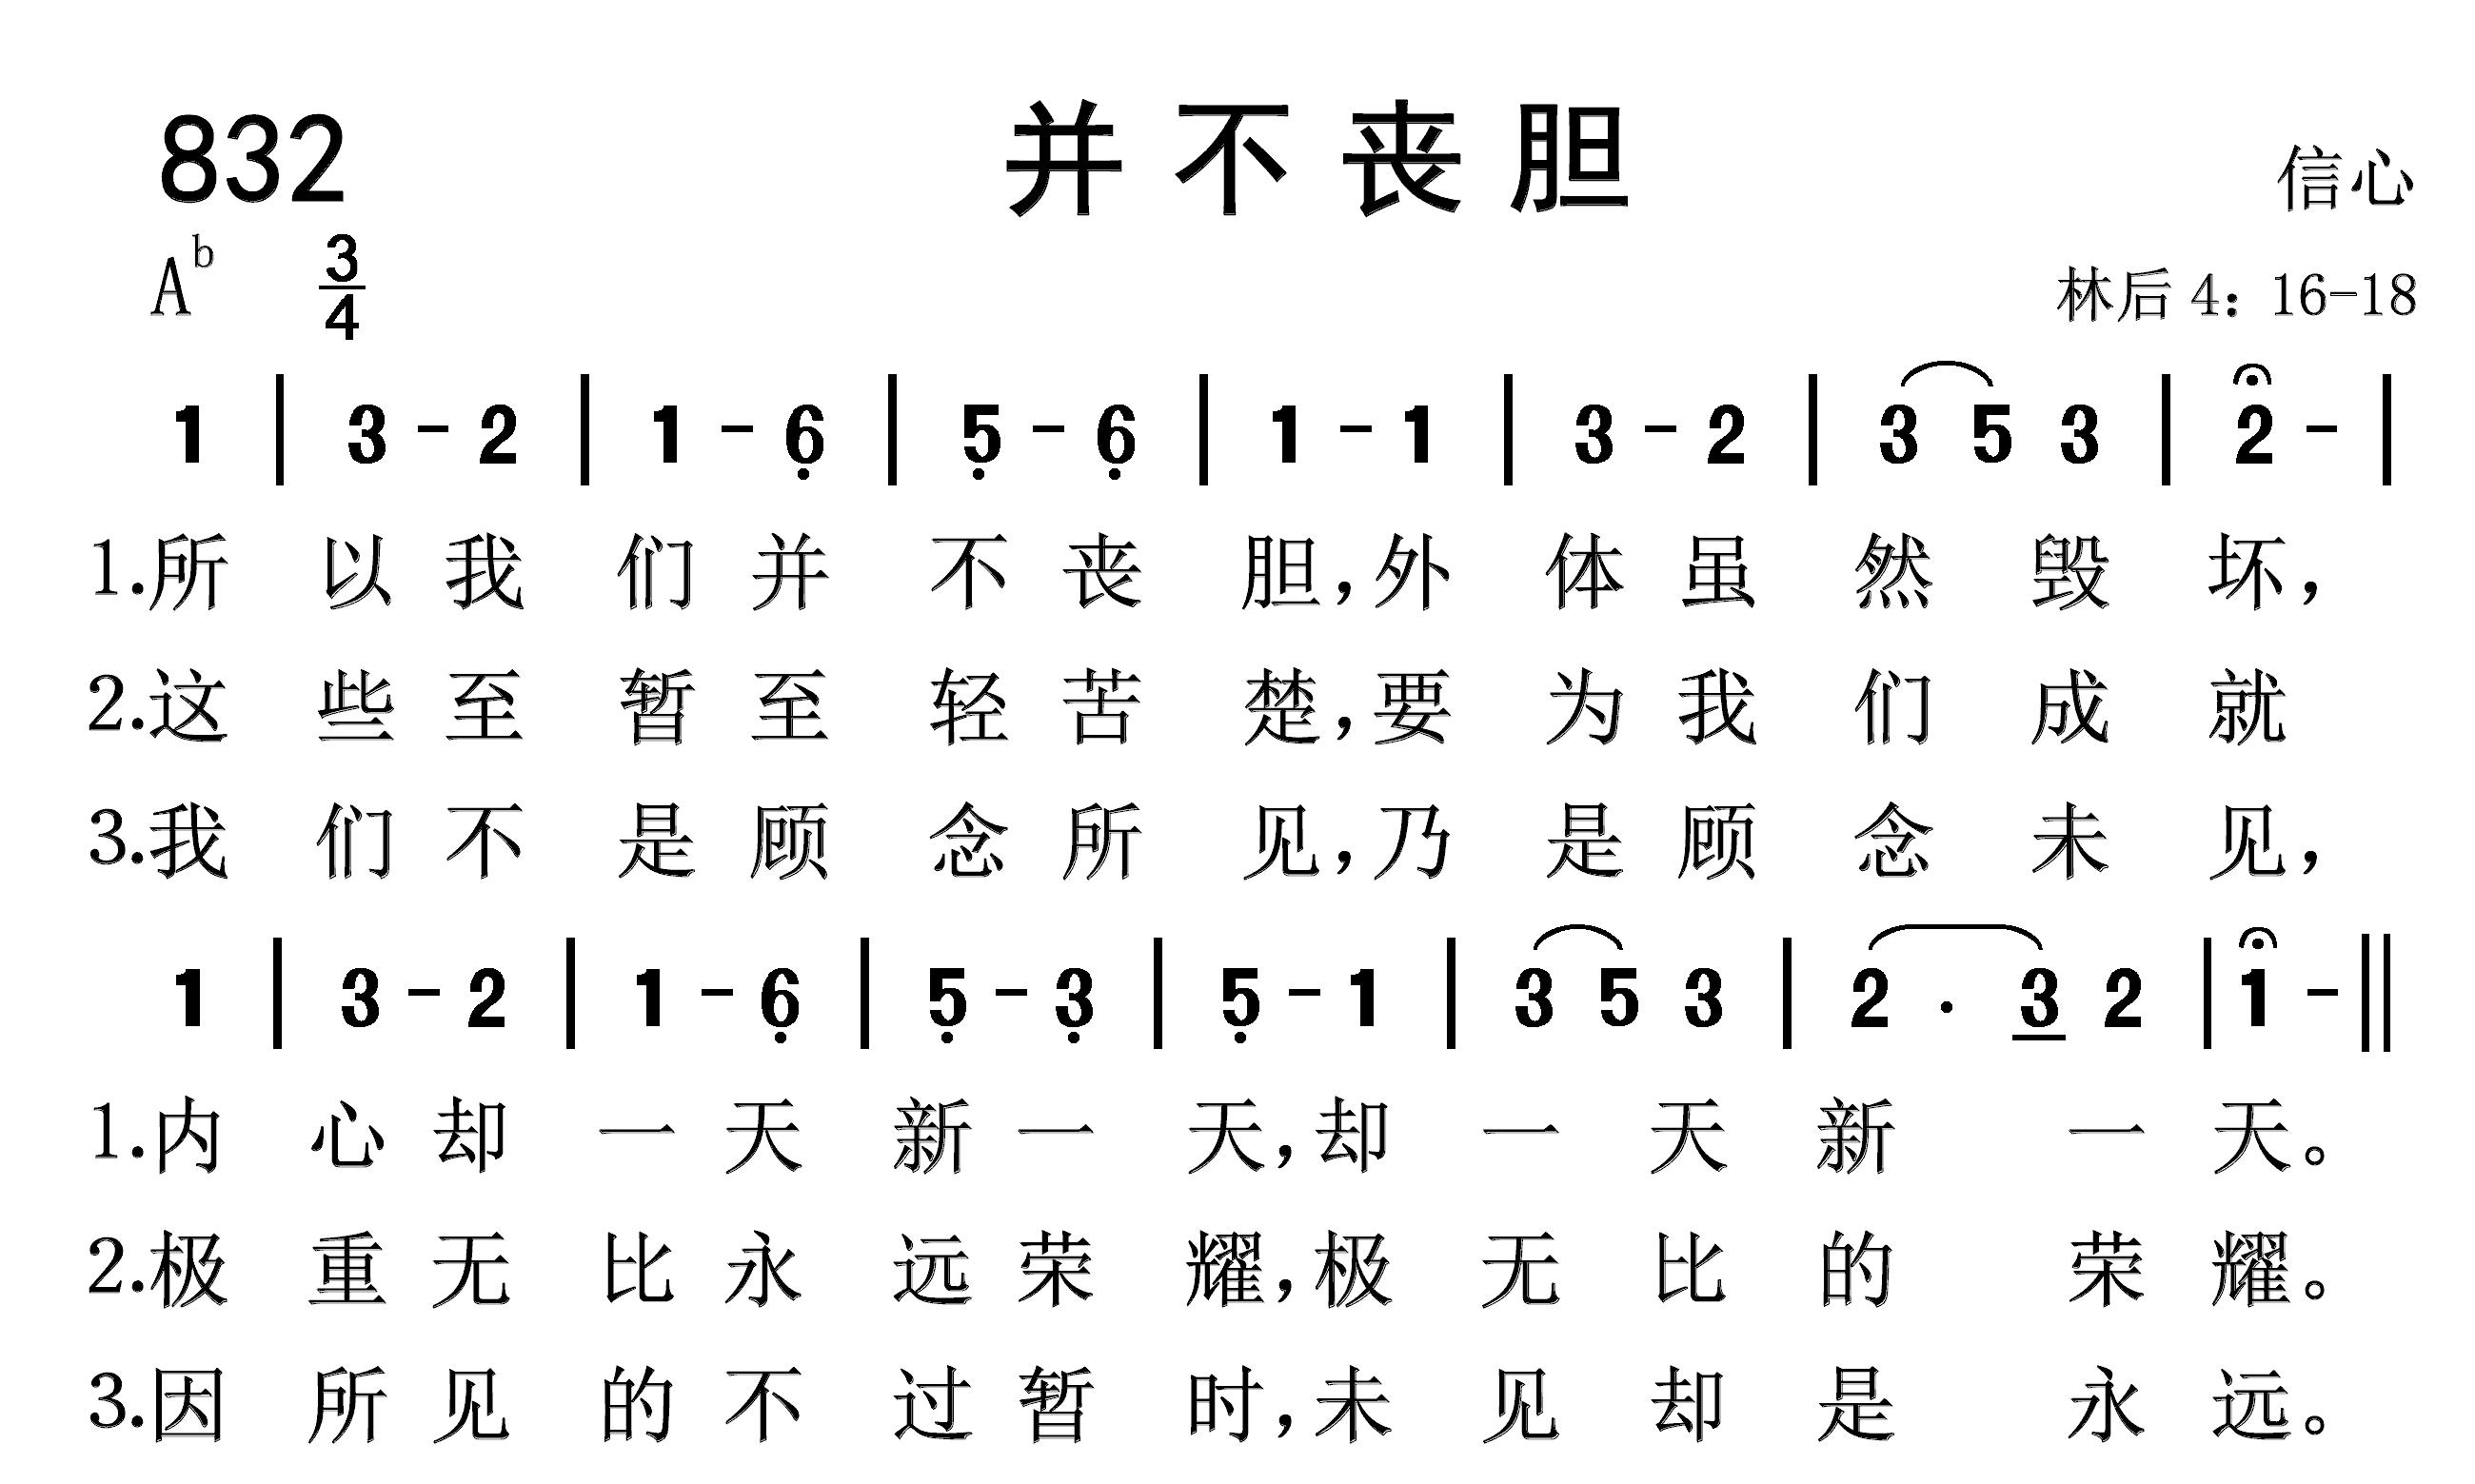 832 并不丧胆 信心
A♭ 3/4 林后 4：16-18
1 | 3 - 2 | 1 - 6̣ | 5̣ - 6̣ | 1 - 1 | 3 - 2 | 3 5 3 | 2 - |
1.所以我们并不丧胆，外体虽然毁坏，
2.这些至暂至轻苦楚，要为我们成就
3.我们不是顾念所见，乃是顾念未见，
1 | 3 - 2 | 1 - 6̣ | 5̣ - 3̣ | 5̣ - 1 | 3 5 3 | 2 · 3 2 | 1 - ‖
1.内心却一天新一天，却一天新一天。
2.极重无比永远荣耀，极无比的荣耀。
3.因所见的不过暂时，未见却是永远。